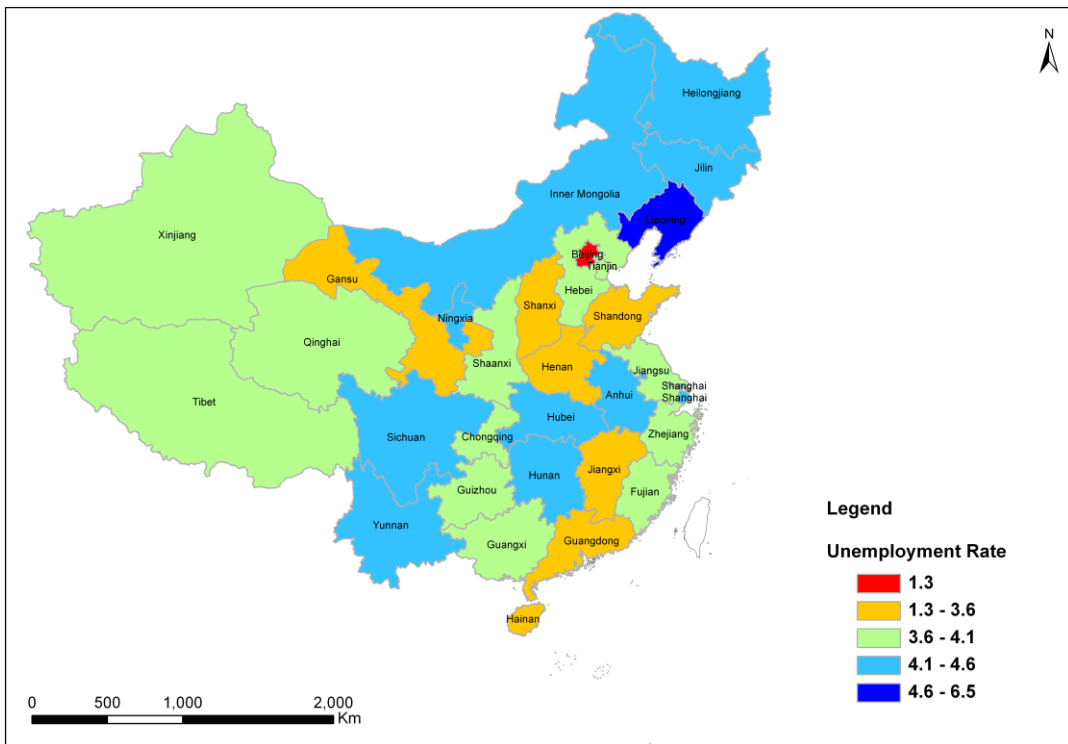 N
Heilongjiang
Jilin
Inner Mongolia
Liaoning
Xinjiang
Beijing
Tianjin
Gansu
Hebei
Shanxi
Ningxia
Shandong
Qinghai
Shaanxi
Henan
Jiangsu
Shanghai
Shanghai
Anhui
Tibet
Hubei
Sichuan
Chongqing
Zhejiang
Hunan
Jiangxi
Guizhou
Fujian
Yunnan
Guangxi
Guangdong
Hainan
Legend
Unemployment Rate
1.3
1.3 - 3.6
3.6 - 4.1
4.1 - 4.6
4.6 - 6.5
0 500 1,000 2,000
Km